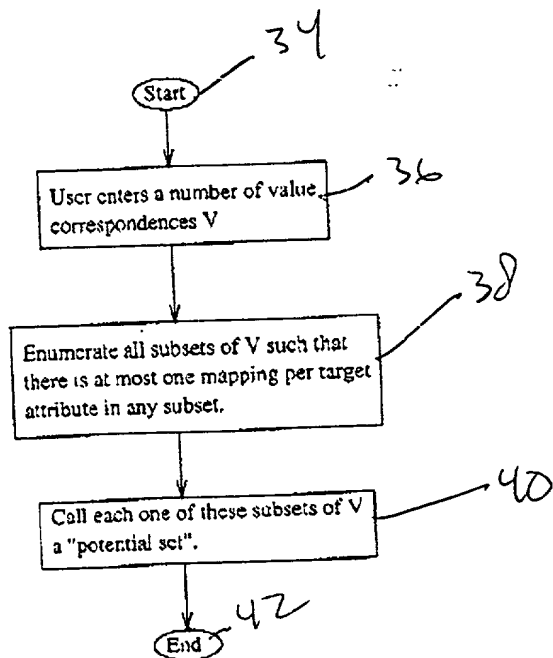 34
Start
36
User enters a number of value
correspondences V
38
Enumerate all subsets of V such that
there is at most one mapping per target
attribute in any subset.
40
Call each one of these subsets of V
a "potential set".
42
End